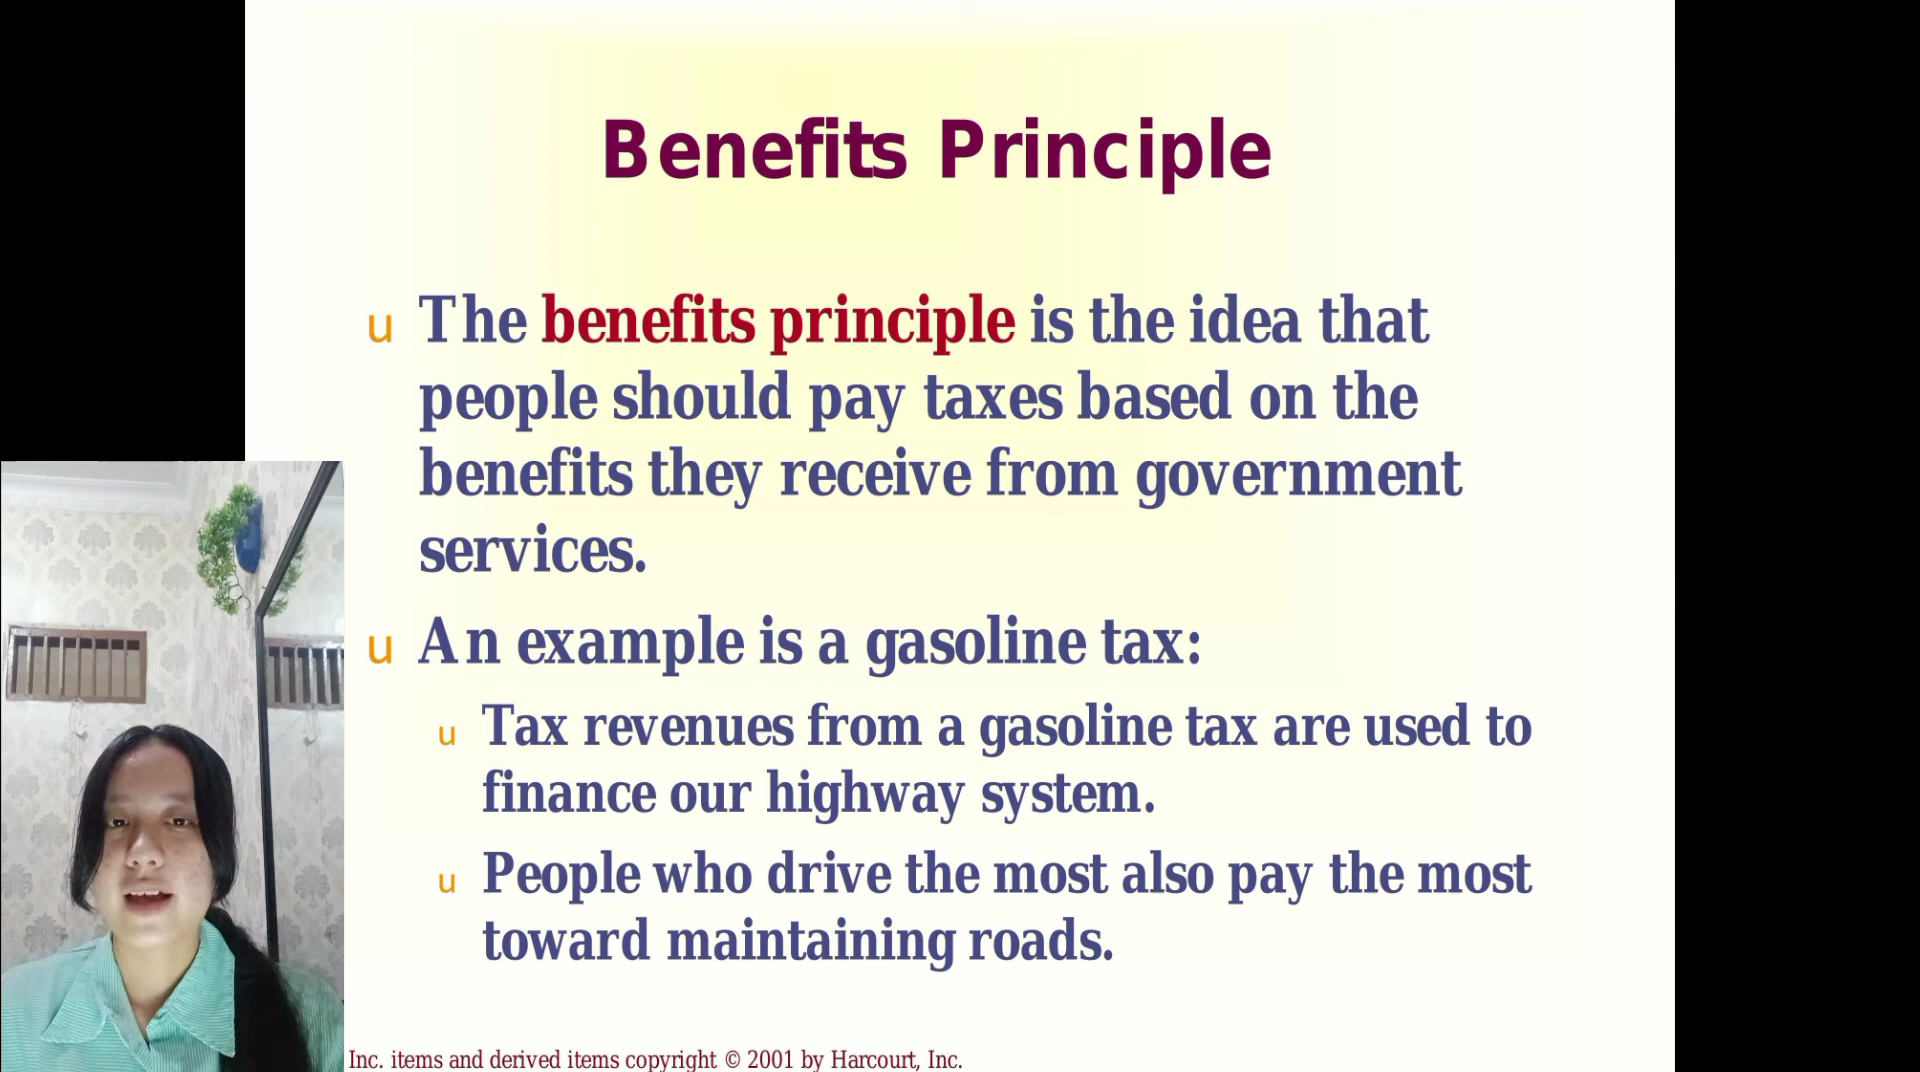 Benefits Principle
u The benefits principle is the idea that
people should pay taxes based on the
benefits they receive from government
services.
u An example is a gasoline tax:
u Tax revenues from a gasoline tax are used to
finance our highway system.
u People who drive the most also pay the most
toward maintaining roads.
Inc. items and derived items copyright © 2001 by Harcourt, Inc.